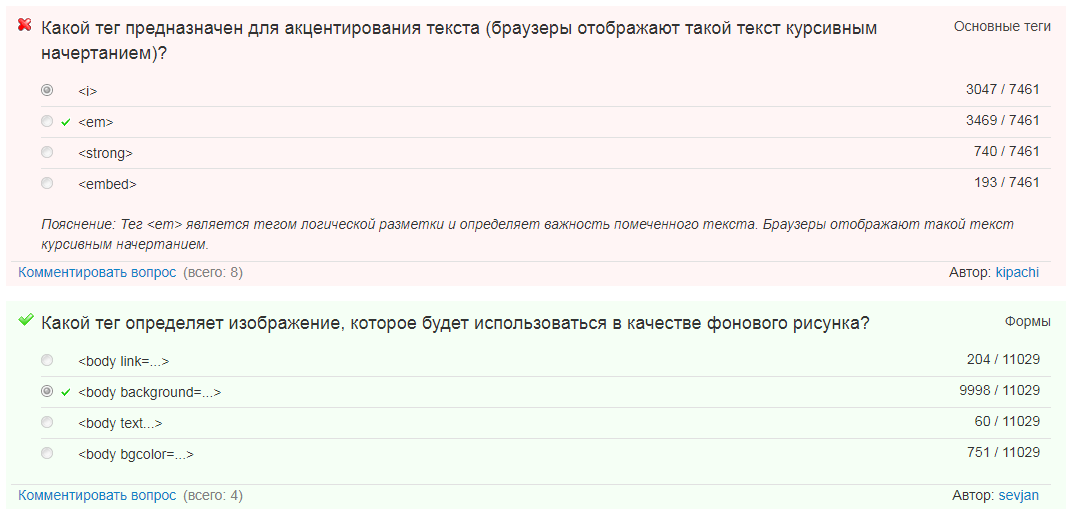 Какой тег предназначен для акцентирования текста (браузеры отображают такой текст курсивным Основные теги
начертанием)?
<i> 3047 / 7461
<em> 3469 / 7461
<strong> 740 / 7461
<embed> 193 / 7461
Пояснение: Тег <em> является тегом логической разметки и определяет важность помеченного текста. Браузеры отображают такой текст
курсивным начертанием.
Комментировать вопрос (всего: 8) Автор: kipachi
Какой тег определяет изображение, которое будет использоваться в качестве фонового рисунка? Формы
<body link=...> 204 / 11029
<body background=...> 9998 / 11029
<body text...> 60 / 11029
<body bgcolor=...> 751 / 11029
Комментировать вопрос (всего: 4) Автор: sevjan